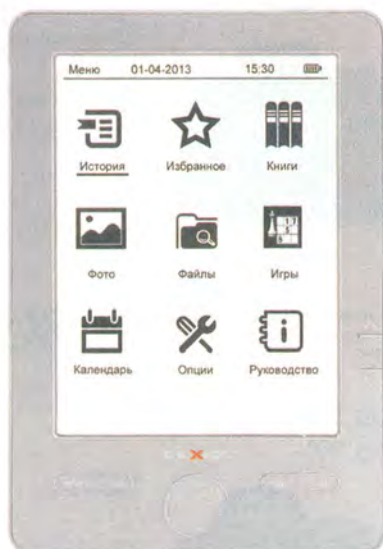 Меню 01-04-2013 15:30
История Избранное Книги
Фото Файлы Игры
Календарь Опции Руководство